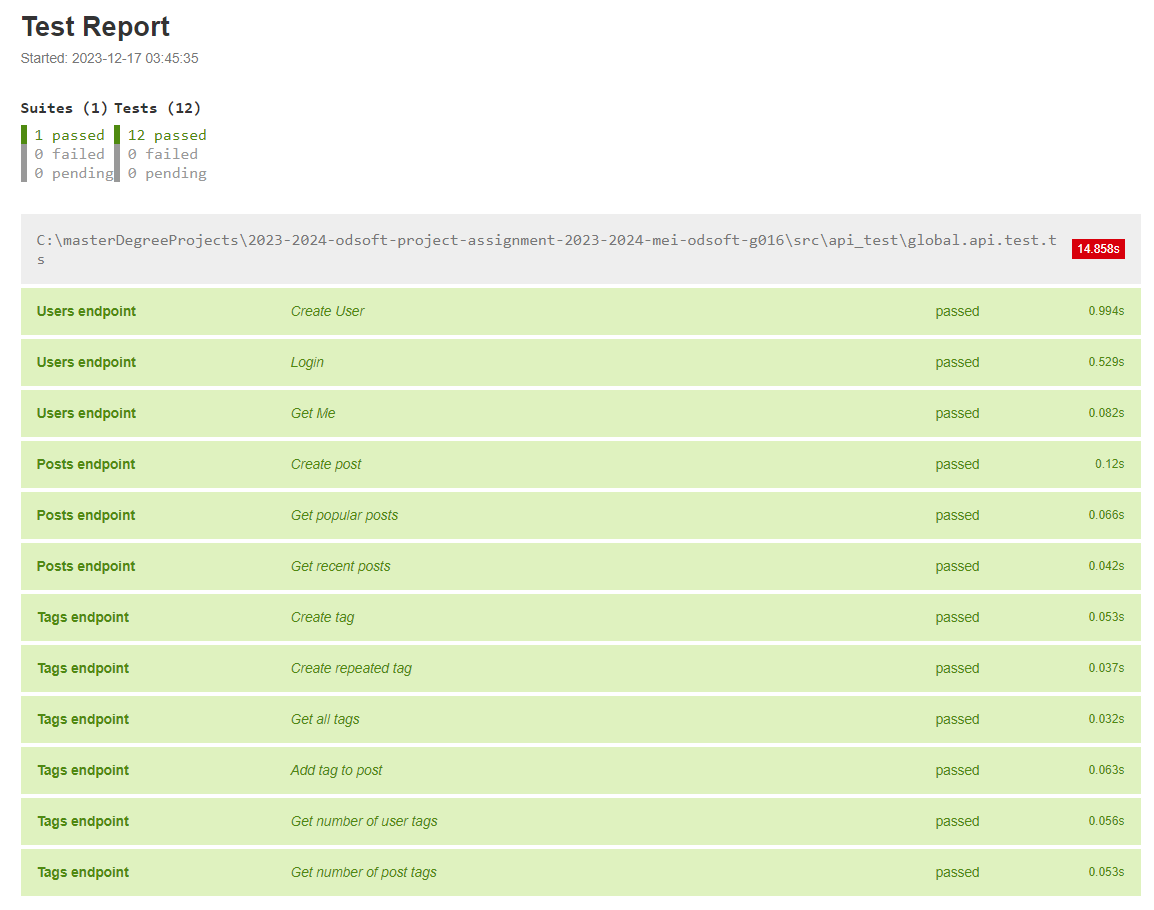 Test Report
Started: 2023-12-17 03:45:35
Suites (1) Tests (12)
1 passed 12 passed
0 failed 0 failed
0 pending 0 pending
C:\masterDegreeProjects\2023-2024-odsoft-project-assignment-2023-2024-mei-odsoft-g016\src\api_test\global.api.test.t
s
14.858s
Users endpoint Create User passed 0.994s
Users endpoint Login passed 0.529s
Users endpoint Get Me passed 0.082s
Posts endpoint Create post passed 0.12s
Posts endpoint Get popular posts passed 0.066s
Posts endpoint Get recent posts passed 0.042s
Tags endpoint Create tag passed 0.053s
Tags endpoint Create repeated tag passed 0.037s
Tags endpoint Get all tags passed 0.032s
Tags endpoint Add tag to post passed 0.063s
Tags endpoint Get number of user tags passed 0.056s
Tags endpoint Get number of post tags passed 0.053s